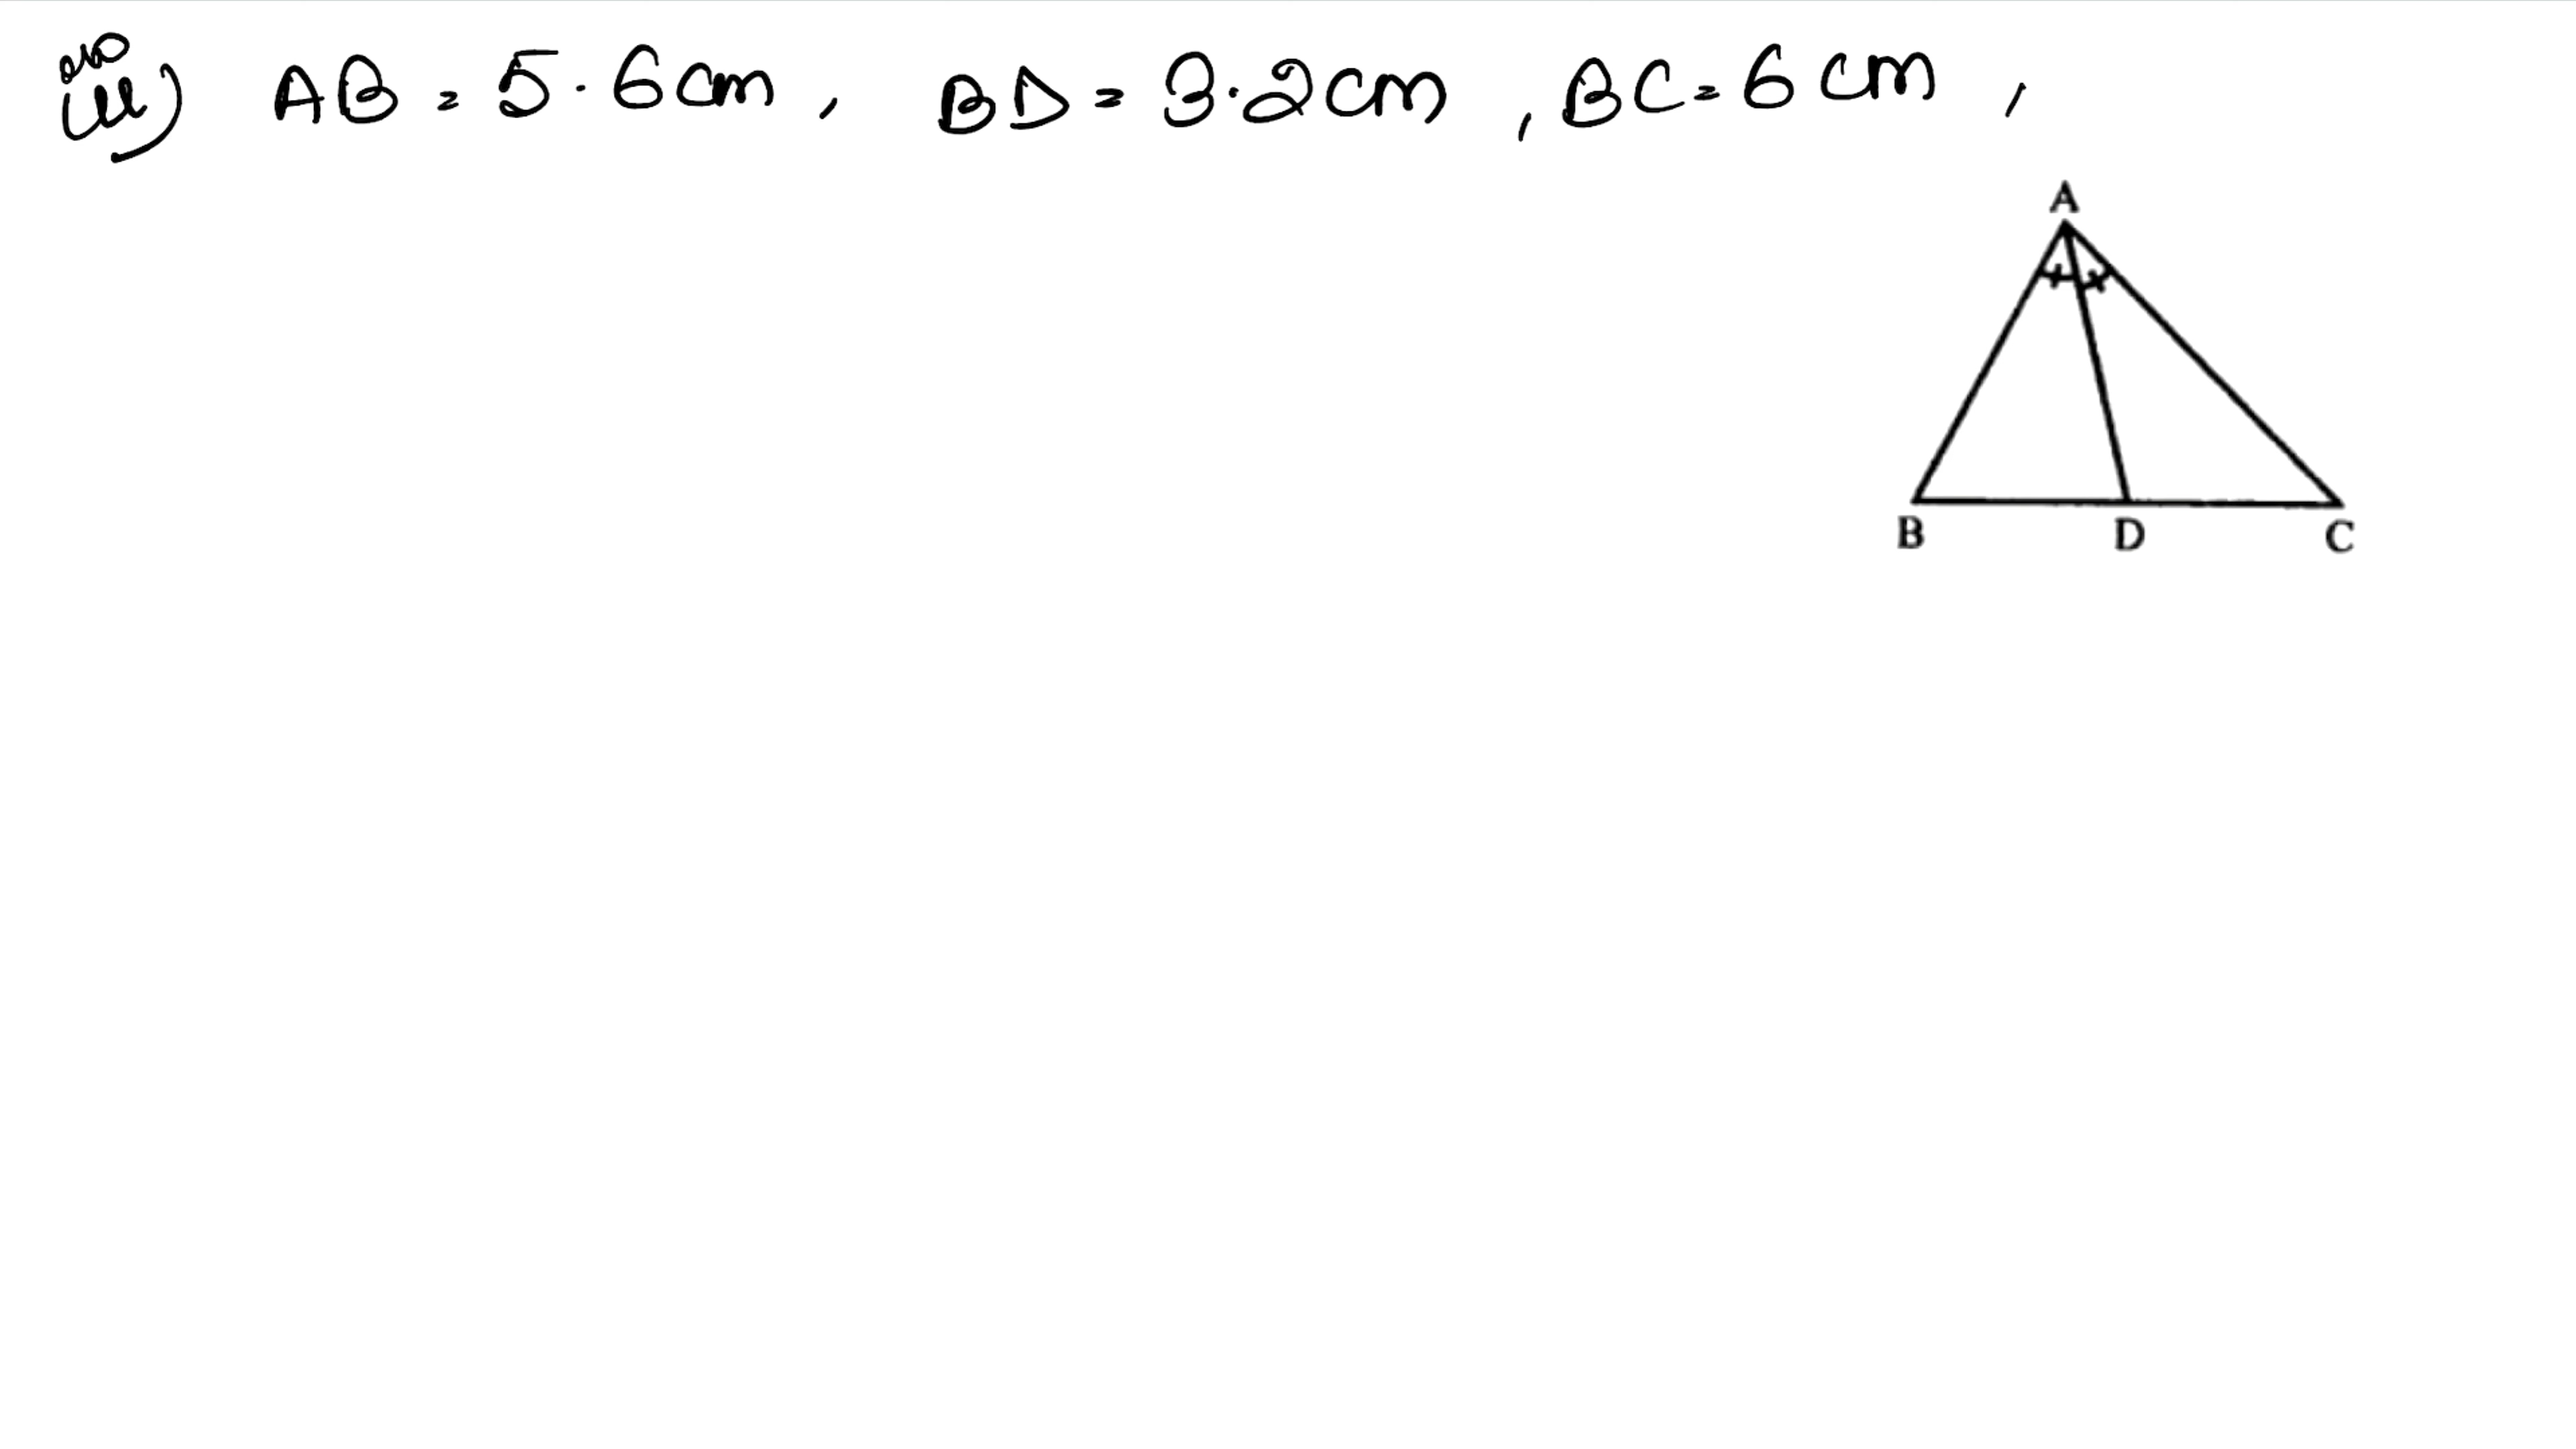 (iii) AB = 5.6cm, BD = 3.2cm, BC = 6cm,
A
B D C